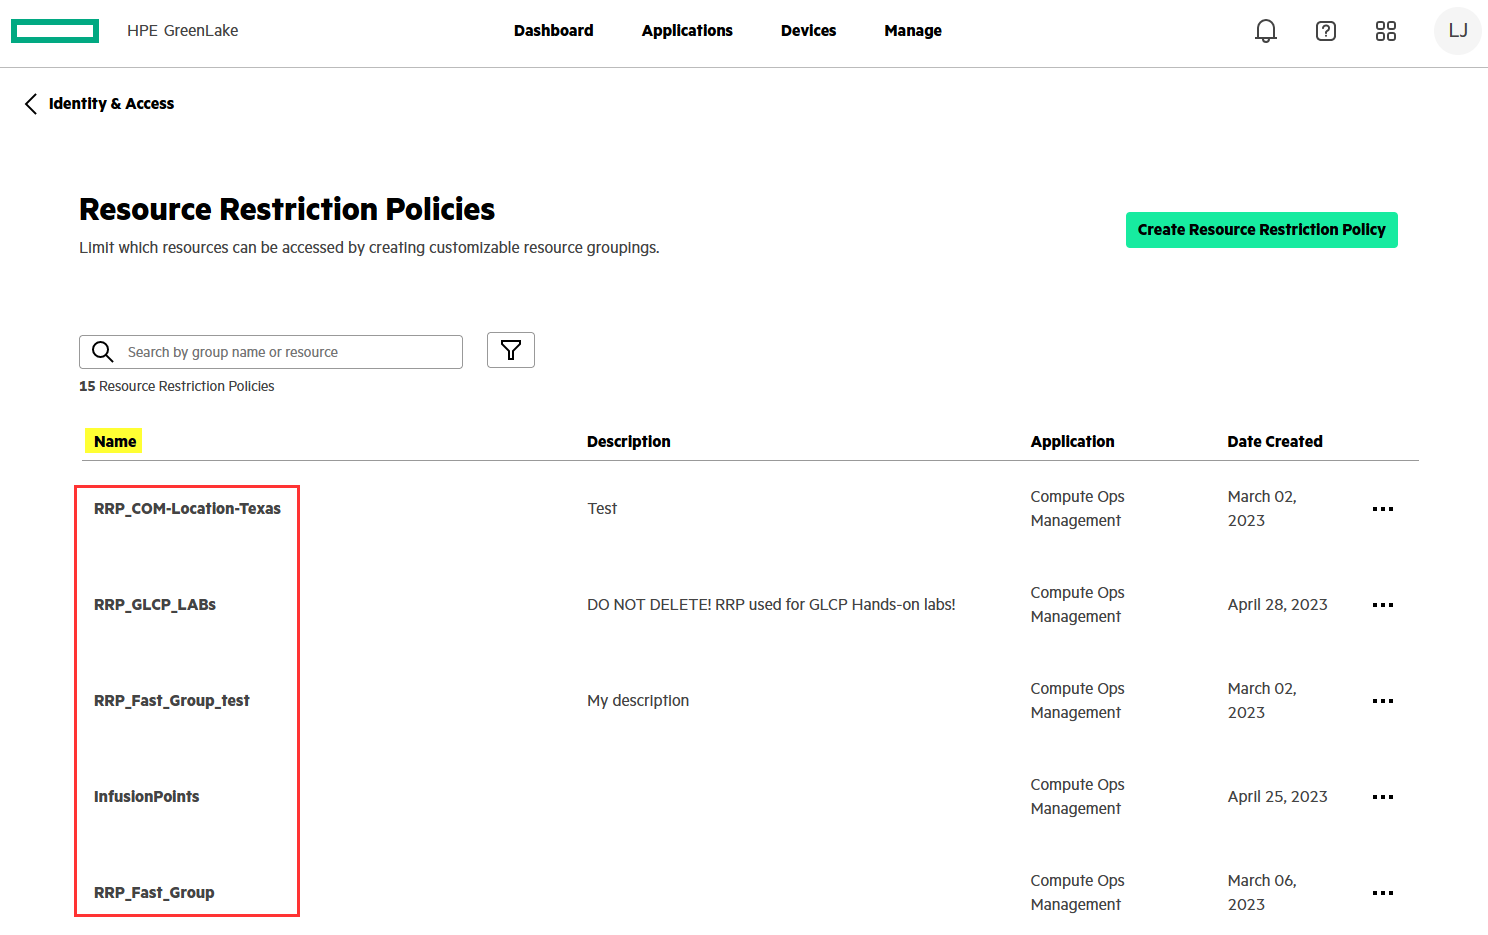 HPE GreenLake
Dashboard
Applications
Devices
Manage
?
LJ
Identity & Access
Resource Restriction Policies
Limit which resources can be accessed by creating customizable resource groupings.
Create Resource Restriction Policy
Search by group name or resource
15 Resource Restriction Policies
Name Description Application Date Created
RRP_COM-Location-Texas
Test
Compute Ops
Management
March 02,
2023
RRP_GLCP_LABs
DO NOT DELETE! RRP used for GLCP Hands-on labs!
Compute Ops
Management
April 28, 2023
RRP_Fast_Group_test
My description
Compute Ops
Management
March 02,
2023
InfusionPoints
Compute Ops
Management
April 25, 2023
RRP_Fast_Group
Compute Ops
Management
March 06,
2023